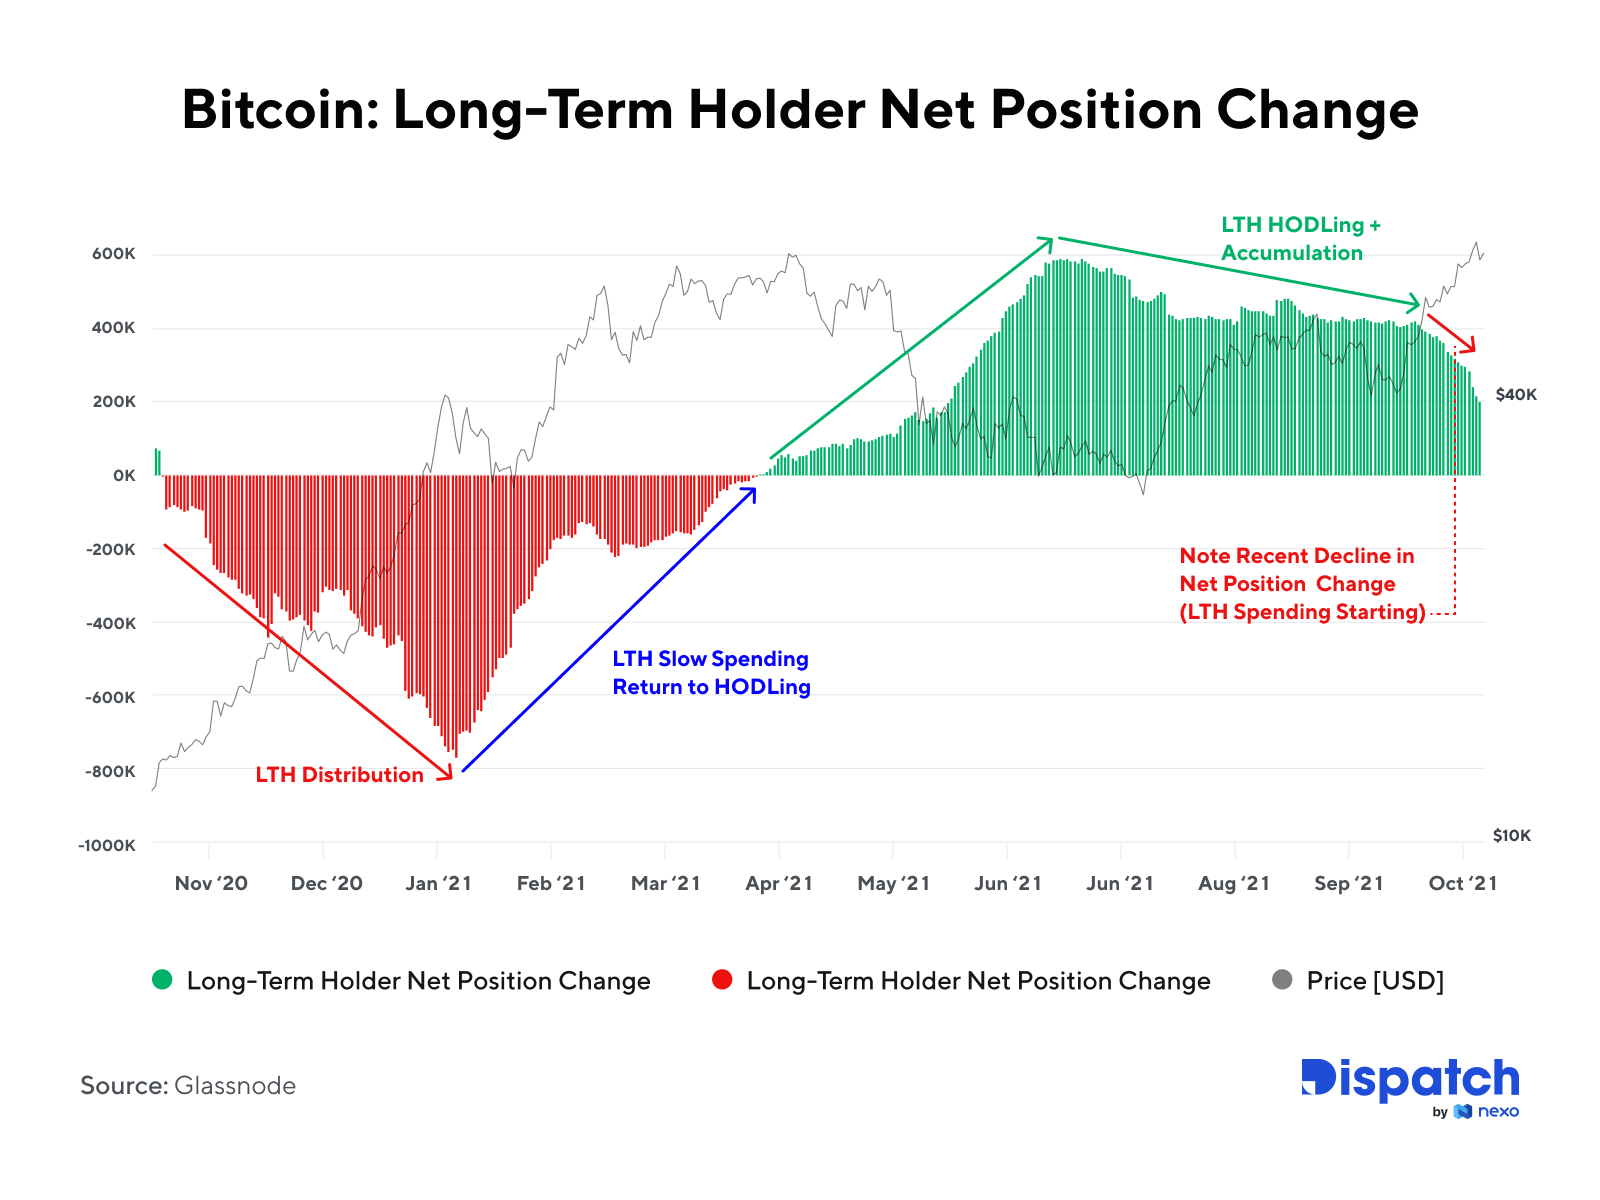 Bitcoin: Long-Term Holder Net Position Change
LTH HODLing +
Accumulation
600K
400K
200K
0K
-200K
-400K
-600K
-800K
-1000K
$40K
$10K
Note Recent Decline in
Net Position Change
(LTH Spending Starting)
LTH Slow Spending
Return to HODLing
LTH Distribution
Nov ‘20 Dec ‘20 Jan ‘21 Feb ‘21 Mar ‘21 Apr ‘21 May ‘21 Jun ‘21 Jun ‘21 Aug ‘21 Sep ‘21 Oct ‘21
Long-Term Holder Net Position Change Long-Term Holder Net Position Change Price [USD]
Source: Glassnode
Dispatch
by nexo